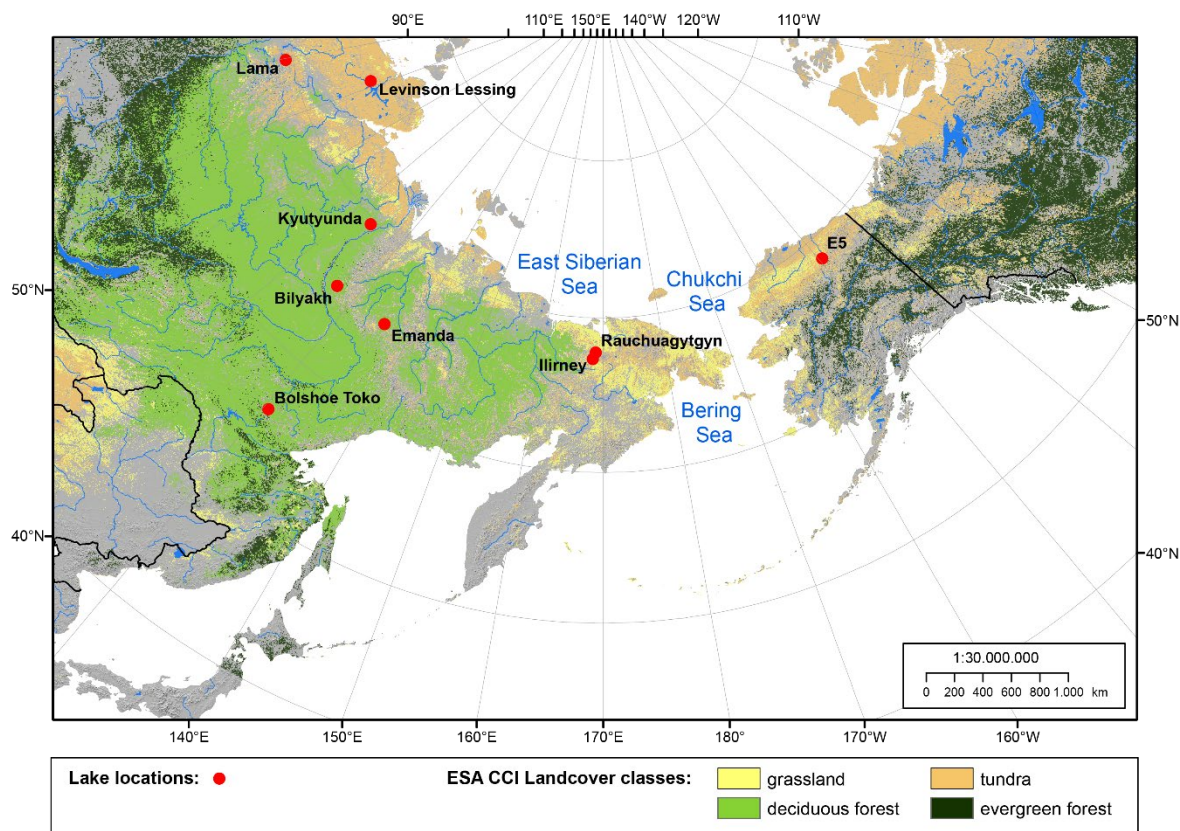 90°E 110°E 150°E 140°W 120°W 110°W
Lama
Levinson Lessing
Kyutyunda
E5
East Siberian
Sea
Chukchi
Sea
50°N
Bilyakh
50°N
Emanda
Rauchuagytgyn
Ilirney
Bolshoe Toko
Bering
Sea
40°N
40°N
1:30.000.000
0 200 400 600 800 1.000 km
140°E 150°E 160°E 170°E 180°W 170°W 160°W
Lake locations:
ESA CCI Landcover classes:
grassland
tundra
deciduous forest
evergreen forest